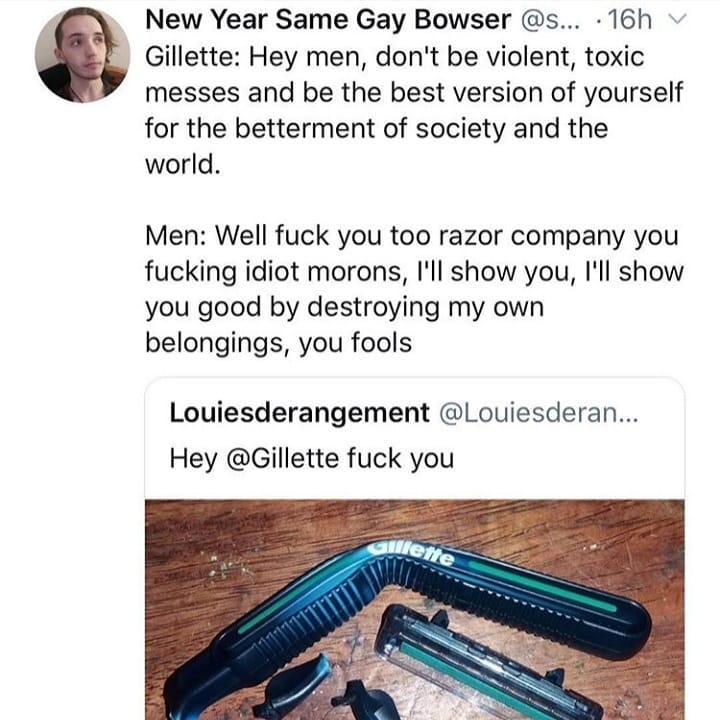 New Year Same Gay Bowser @s... · 16h
Gillette: Hey men, don't be violent, toxic
messes and be the best version of yourself
for the betterment of society and the
world.
Men: Well fuck you too razor company you
fucking idiot morons, I'll show you, I'll show
you good by destroying my own
belongings, you fools
Louiesderangement @Louiesderan...
Hey @Gillette fuck you
Gillette